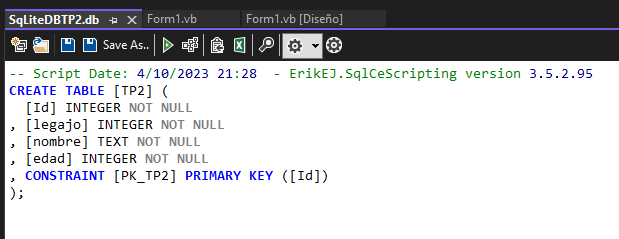 SqLiteDBTP2.db Form1.vb Form1.vb [Diseño]
Save As..
-- Script Date: 4/10/2023 21:28  - ErikEJ.SqlCeScripting version 3.5.2.95
CREATE TABLE [TP2] (
  [Id] INTEGER NOT NULL
, [legajo] INTEGER NOT NULL
, [nombre] TEXT NOT NULL
, [edad] INTEGER NOT NULL
, CONSTRAINT [PK_TP2] PRIMARY KEY ([Id])
);